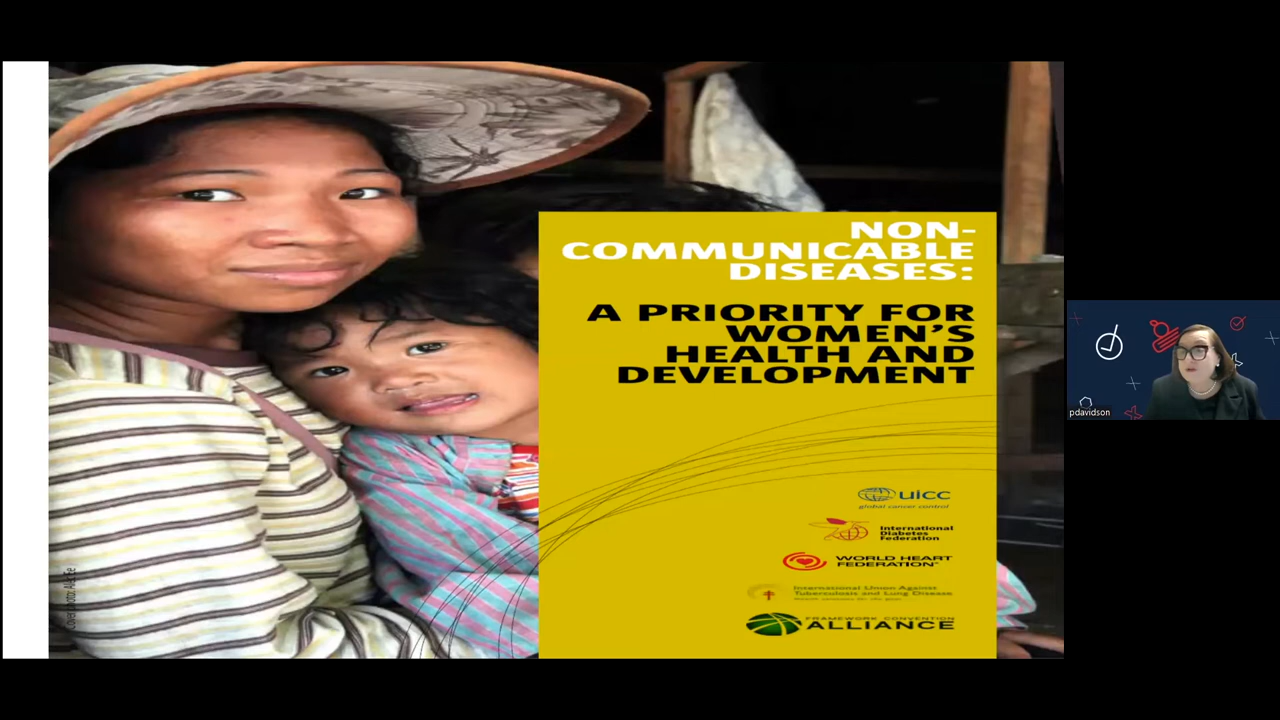 NON-
COMMUNICABLE
DISEASES:
A PRIORITY FOR
WOMEN'S
HEALTH AND
DEVELOPMENT
uicc
global cancer control
International
Diabetes
Federation
WORLD HEART
FEDERATION
International Union Against
Tuberculosis and Lung Disease
FRAMEWORK CONVENTION
ALLIANCE
pdavidson